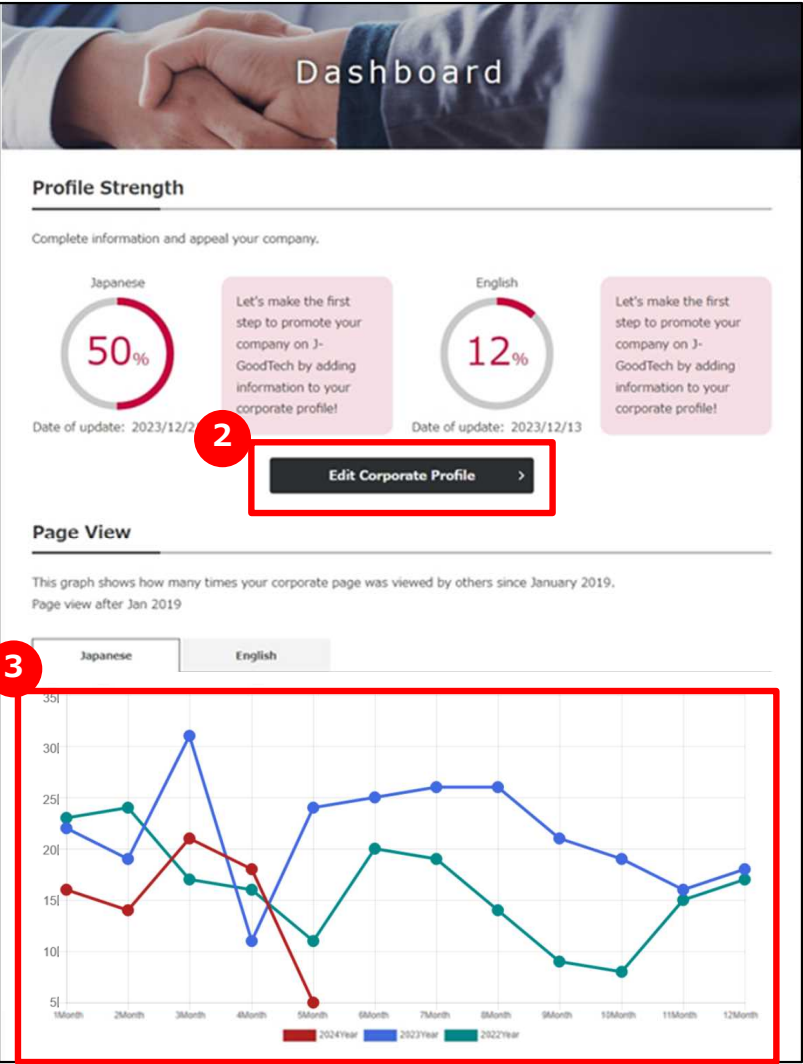 Dashboard
Profile Strength
Complete information and appeal your company.
Japanese
50%
Date of update: 2023/12/2
Let's make the first
step to promote your
company on J-
GoodTech by adding
information to your
corporate profile!
English
12%
Date of update: 2023/12/13
Let's make the first
step to promote your
company on J-
GoodTech by adding
information to your
corporate profile!
2
Edit Corporate Profile >
Page View
This graph shows how many times your corporate page was viewed by others since January 2019.
Page view after Jan 2019
3
Japanese English
35|
30|
25|
20|
15|
10|
5|
1Month 2Month 3Month 4Month 5Month 6Month 7Month 8Month 9Month 10Month 11Month 12Month
2024Year 2023Year 2022Year